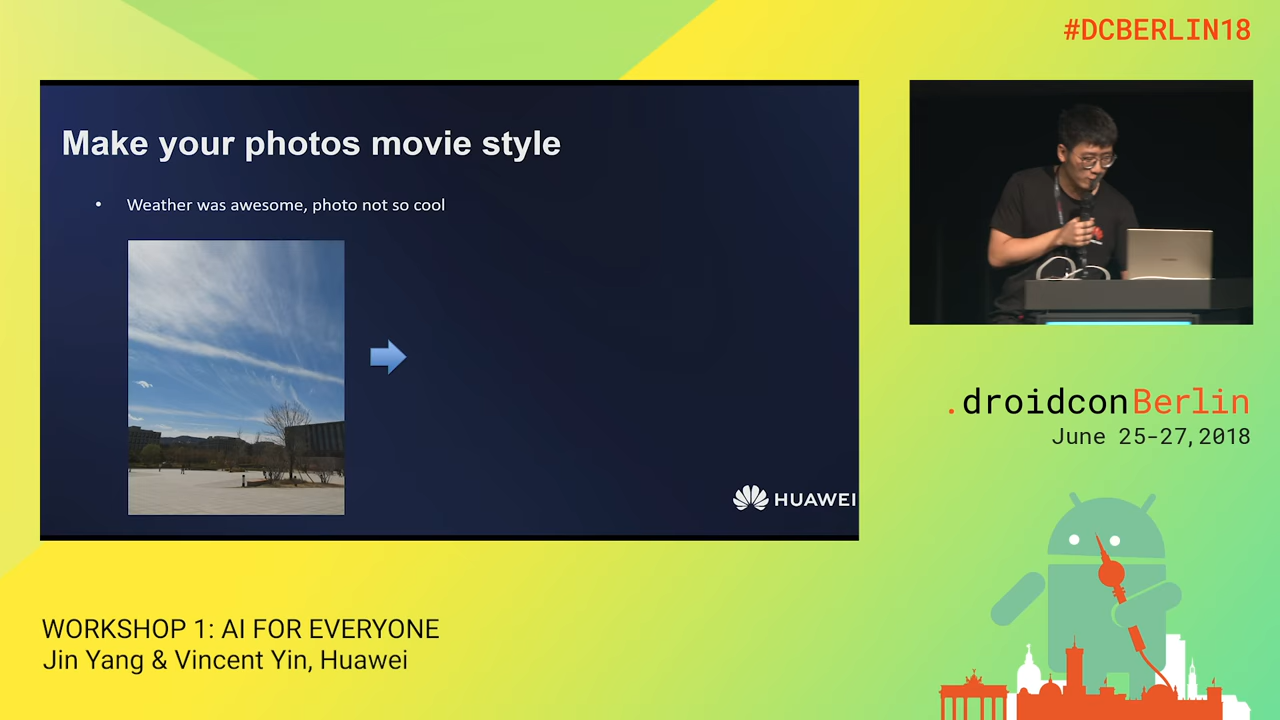 #DCBERLIN18
Make your photos movie style
• Weather was awesome, photo not so cool
HUAWEI
.droidconBerlin
June 25-27, 2018
WORKSHOP 1: AI FOR EVERYONE
Jin Yang & Vincent Yin, Huawei